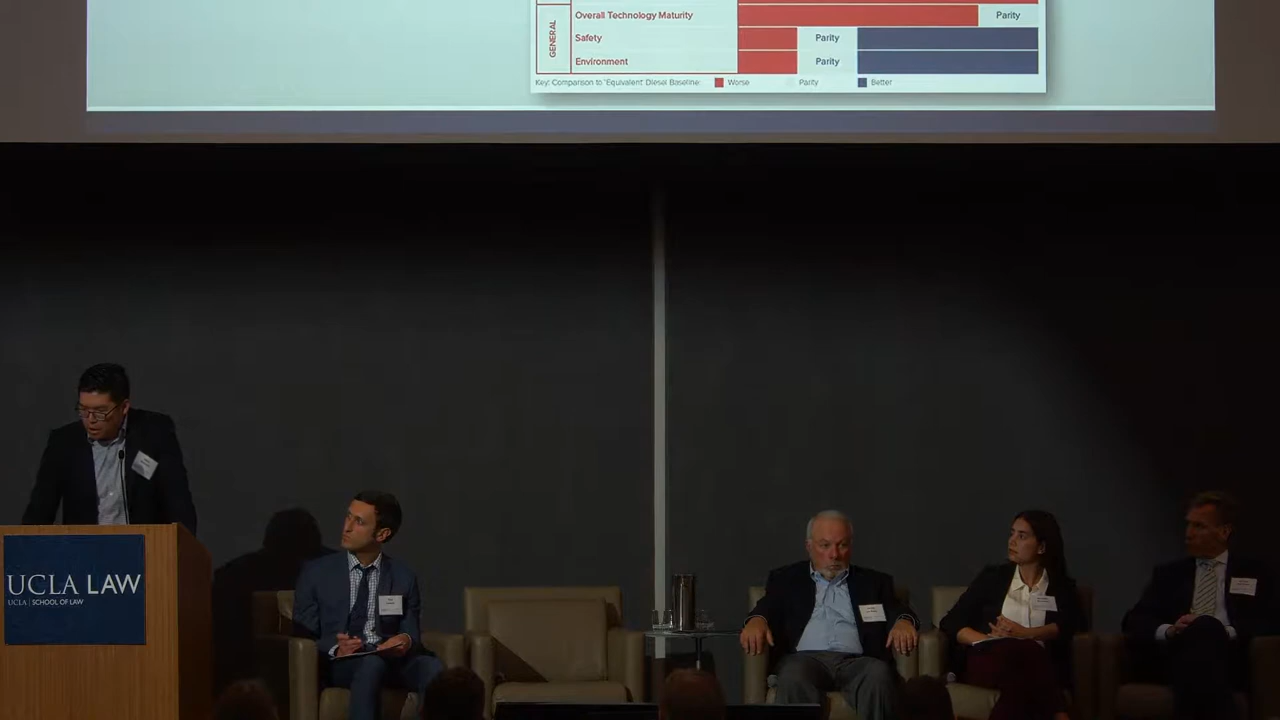 Overall Technology Maturity
Parity
GENERAL
Safety
Parity
Environment
Parity
Key: Comparison to 'Equivalent' Diesel Baseline:
Worse
Parity
Better
UCLA LAW
UCLA | SCHOOL OF LAW